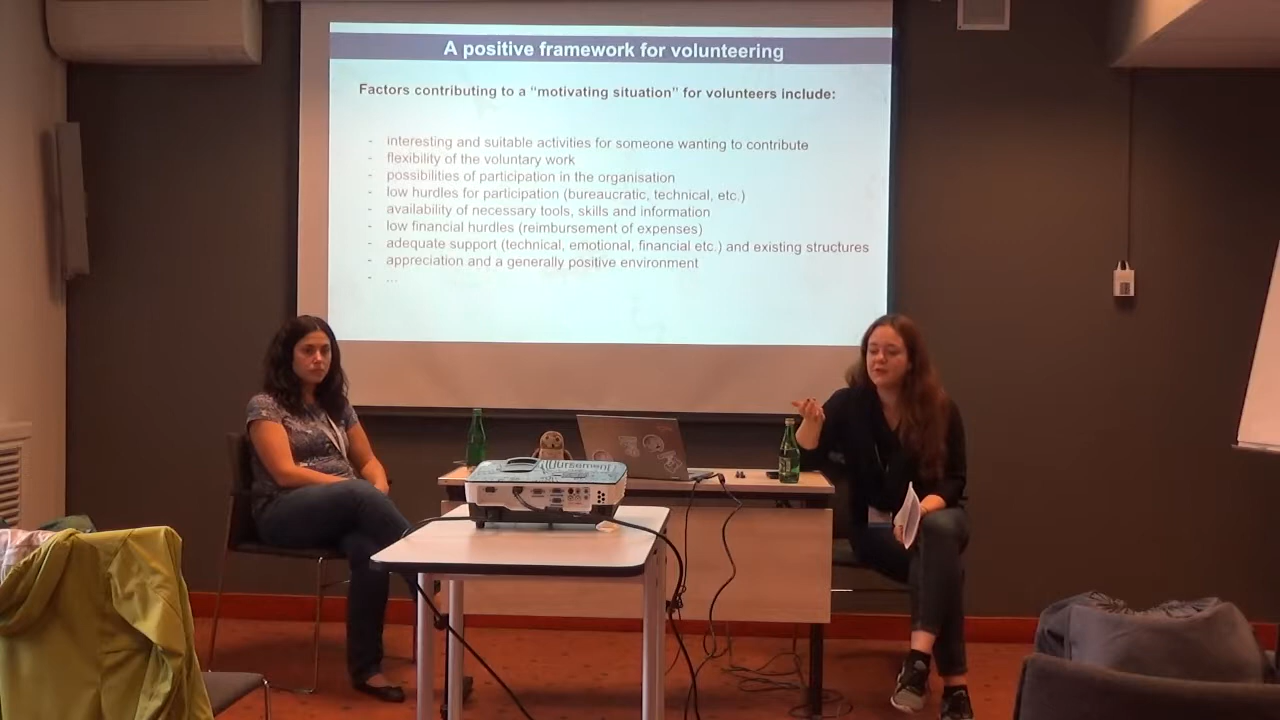 A positive framework for volunteering
Factors contributing to a “motivating situation” for volunteers include:
- interesting and suitable activities for someone wanting to contribute
- flexibility of the voluntary work
- possibilities of participation in the organisation
- low hurdles for participation (bureaucratic, technical, etc.)
- availability of necessary tools, skills and information
- low financial hurdles (reimbursement of expenses)
- adequate support (technical, emotional, financial etc.) and existing structures
- appreciation and a generally positive environment
- ...